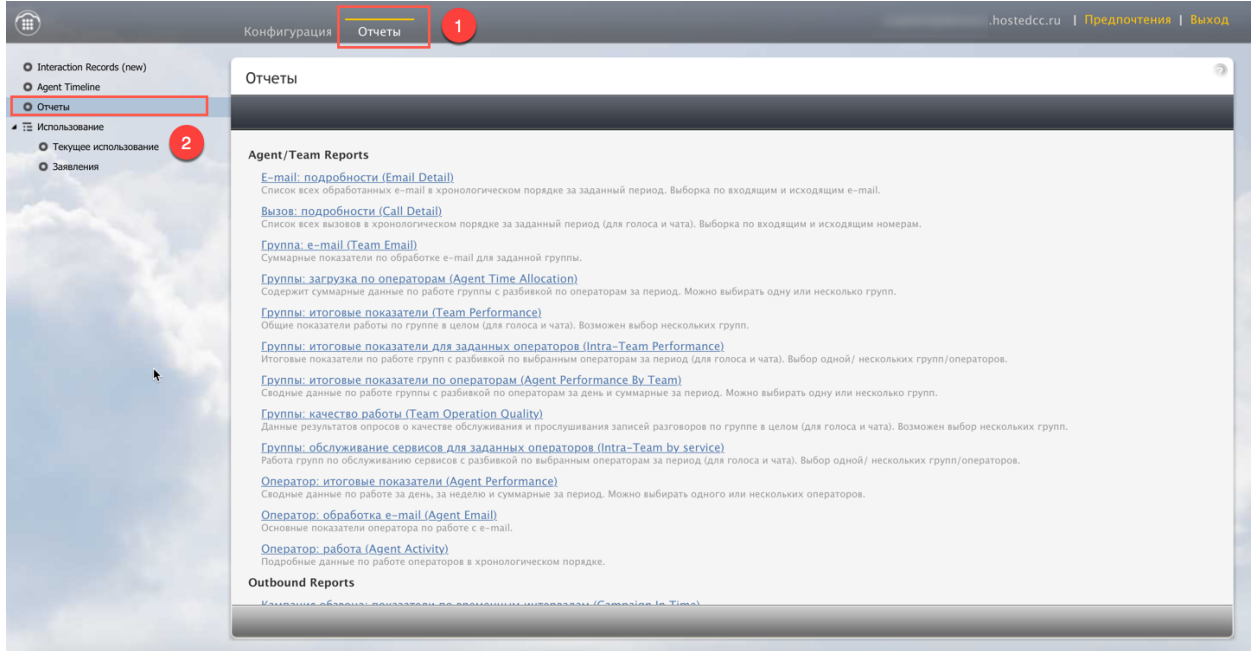 Конфигурация
Отчеты
1
.hostedcc.ru | Предпочтения | Выход
Interaction Records (new)
Agent Timeline
Отчеты
Использование
Текущее использование
2
Заявления
Отчеты
Agent/Team Reports
E-mail: подробности (Email Detail)
Список всех обработанных e-mail в хронологическом порядке за заданный период. Выборка по входящим и исходящим e-mail.
Вызов: подробности (Call Detail)
Список всех вызовов в хронологическом порядке за заданный период (для голоса и чата). Выборка по входящим и исходящим номерам.
Группа: e-mail (Team Email)
Суммарные показатели по обработке e-mail для заданной группы.
Группы: загрузка по операторам (Agent Time Allocation)
Содержит суммарные данные по работе группы с разбивкой по операторам за период. Можно выбирать одну или несколько групп.
Группы: итоговые показатели (Team Performance)
Общие показатели работы по группе в целом (для голоса и чата). Возможен выбор нескольких групп.
Группы: итоговые показатели для заданных операторов (Intra-Team Performance)
Итоговые показатели по работе групп с разбивкой по выбранным операторам за период (для голоса и чата). Выбор одной/ нескольких групп/операторов.
Группы: итоговые показатели по операторам (Agent Performance By Team)
Сводные данные по работе группы с разбивкой по операторам за день и суммарные за период. Можно выбирать одну или несколько групп.
Группы: качество работы (Team Operation Quality)
Данные результатов опросов о качестве обслуживания и прослушивания записей разговоров по группе в целом (для голоса и чата). Возможен выбор нескольких групп.
Группы: обслуживание сервисов для заданных операторов (Intra-Team by service)
Работа групп по обслуживанию сервисов с разбивкой по выбранным операторам за период (для голоса и чата). Выбор одной/ нескольких групп/операторов.
Оператор: итоговые показатели (Agent Performance)
Сводные данные по работе за день, за неделю и суммарные за период. Можно выбирать одного или нескольких операторов.
Оператор: обработка e-mail (Agent Email)
Основные показатели оператора по работе с e-mail.
Оператор: работа (Agent Activity)
Подробные данные по работе операторов в хронологическом порядке.
Outbound Reports
Кампания обзвона: показатели по временным интервалам (Campaign In Time)